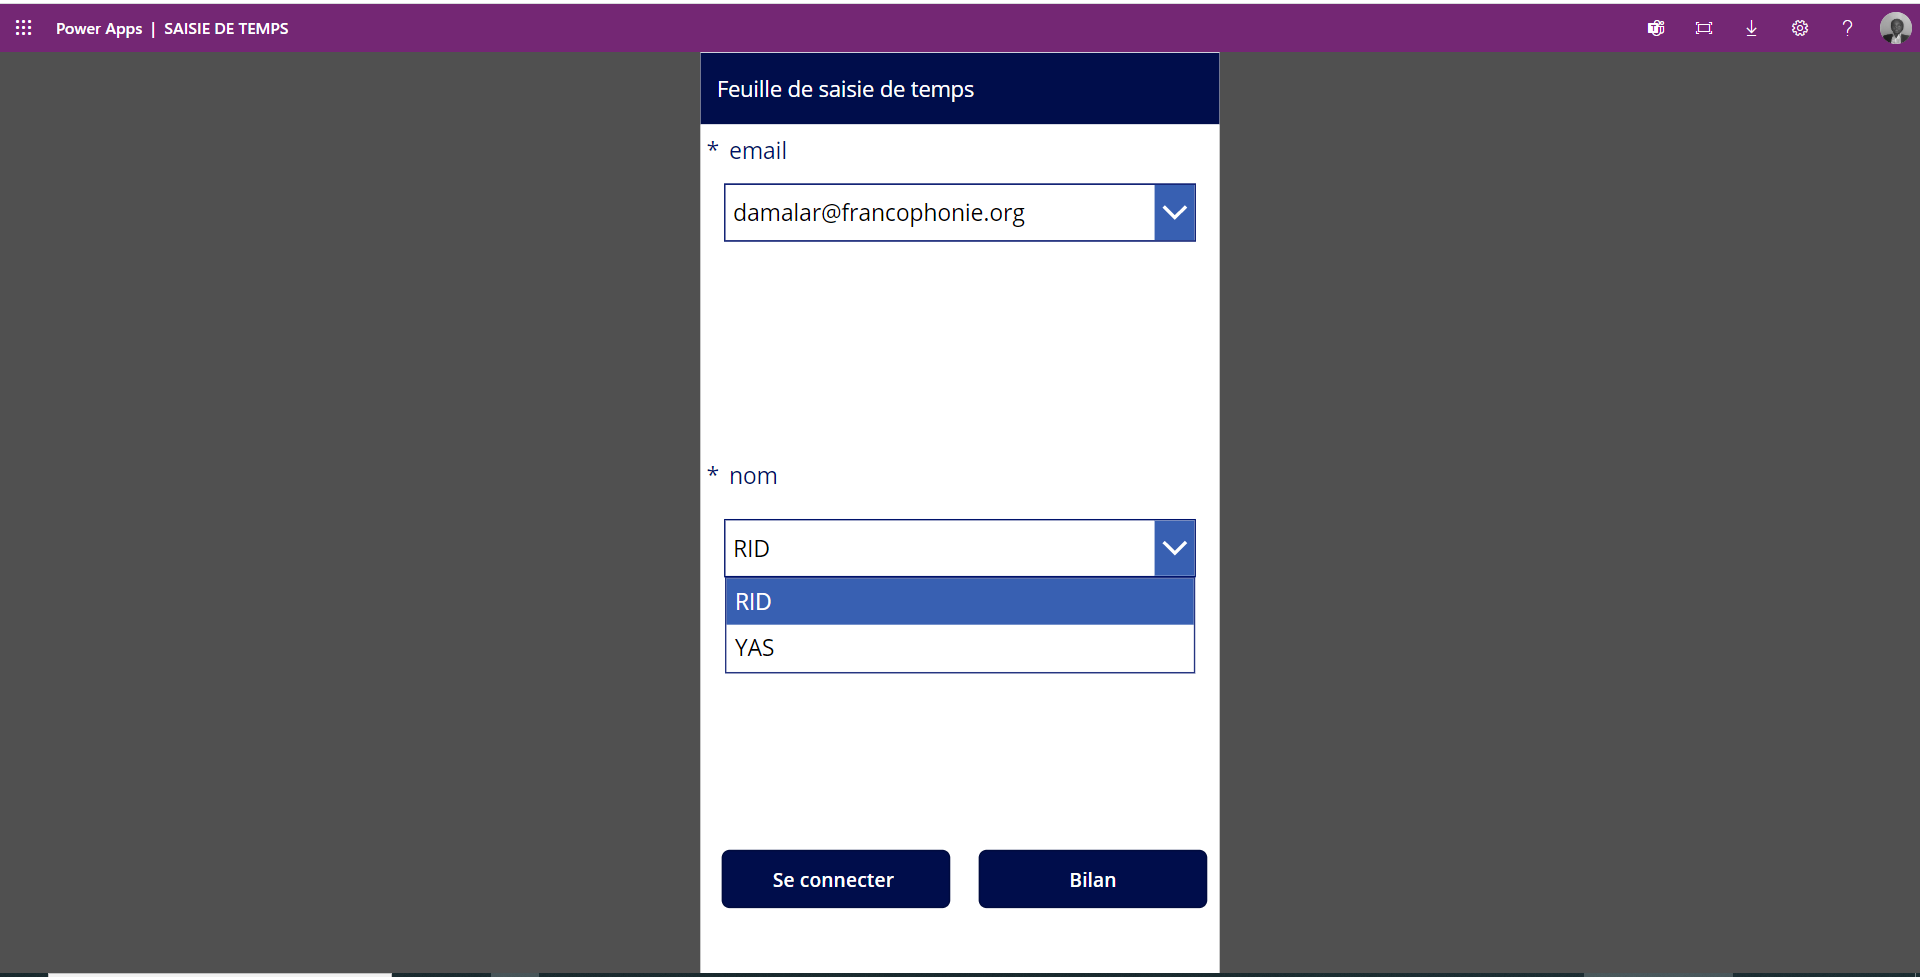 Power Apps | SAISIE DE TEMPS
Feuille de saisie de temps
* email
damalar@francophonie.org
* nom
RID
RID
YAS
Se connecter
Bilan